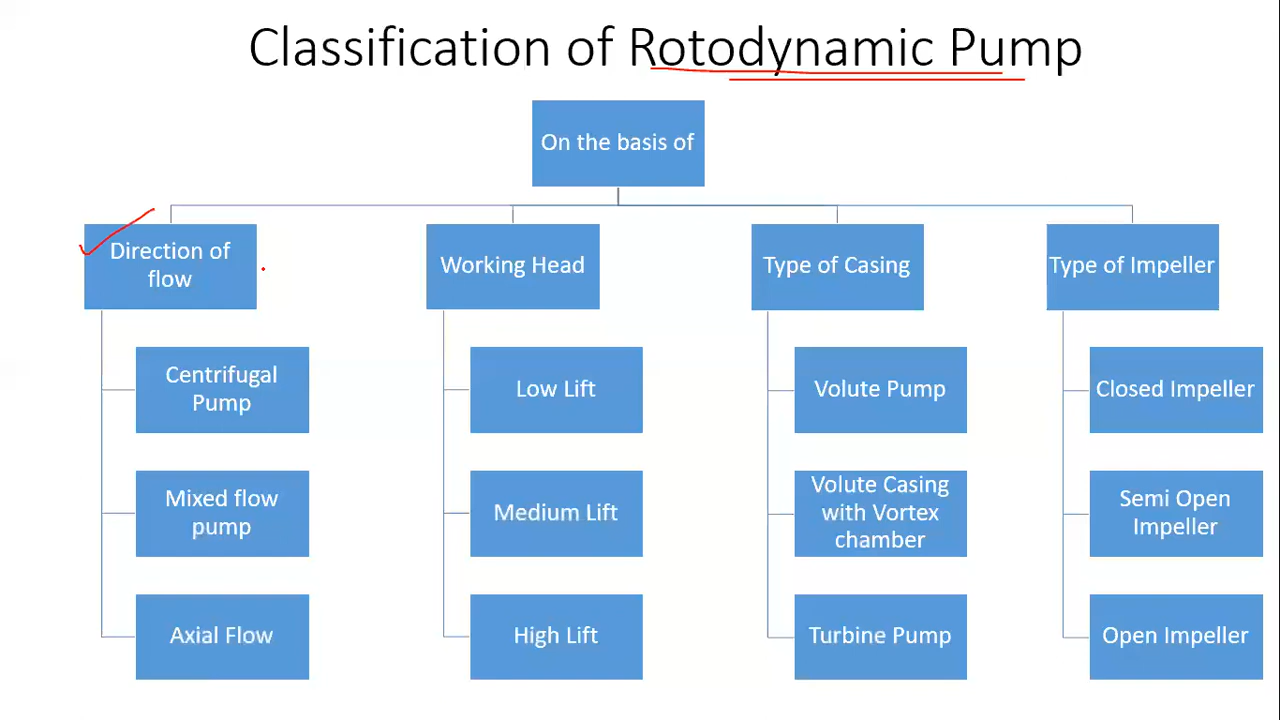 Classification of Rotodynamic Pump
On the basis of
Direction of
flow
Centrifugal
Pump
Mixed flow
pump
Axial Flow
Working Head
Low Lift
Medium Lift
High Lift
Type of Casing
Volute Pump
Volute Casing
with Vortex
chamber
Turbine Pump
Type of Impeller
Closed Impeller
Semi Open
Impeller
Open Impeller